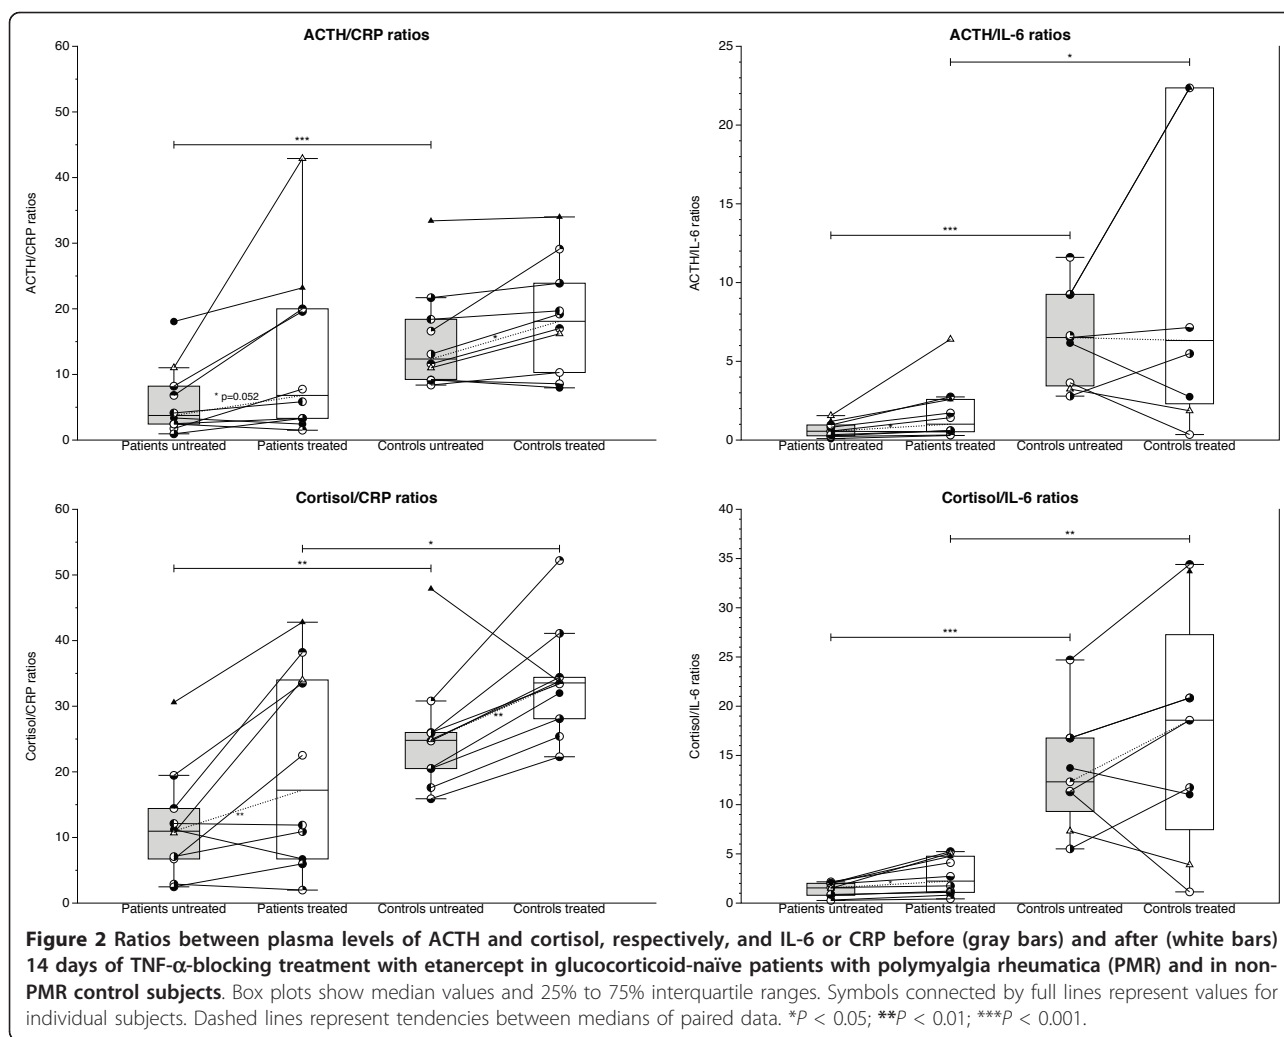 ACTH/CRP ratios
60
50
40
30
20
10
0
ACTH/CRP ratios
***
* p=0.052
*
Patients untreated Patients treated Controls untreated Controls treated
ACTH/IL-6 ratios
25
20
15
10
5
0
ACTH/IL-6 ratios
*
***
*
Patients untreated Patients treated Controls untreated Controls treated
Cortisol/CRP ratios
60
50
40
30
20
10
0
Cortisol/CRP ratios
*
**
**
**
Patients untreated Patients treated Controls untreated Controls treated
Cortisol/IL-6 ratios
40
35
30
25
20
15
10
5
0
Cortisol/IL-6 ratios
**
***
*
Patients untreated Patients treated Controls untreated Controls treated
Figure 2 Ratios between plasma levels of ACTH and cortisol, respectively, and IL-6 or CRP before (gray bars) and after (white bars)
14 days of TNF-α-blocking treatment with etanercept in glucocorticoid-naïve patients with polymyalgia rheumatica (PMR) and in non-
PMR control subjects. Box plots show median values and 25% to 75% interquartile ranges. Symbols connected by full lines represent values for
individual subjects. Dashed lines represent tendencies between medians of paired data. *P < 0.05; **P < 0.01; ***P < 0.001.